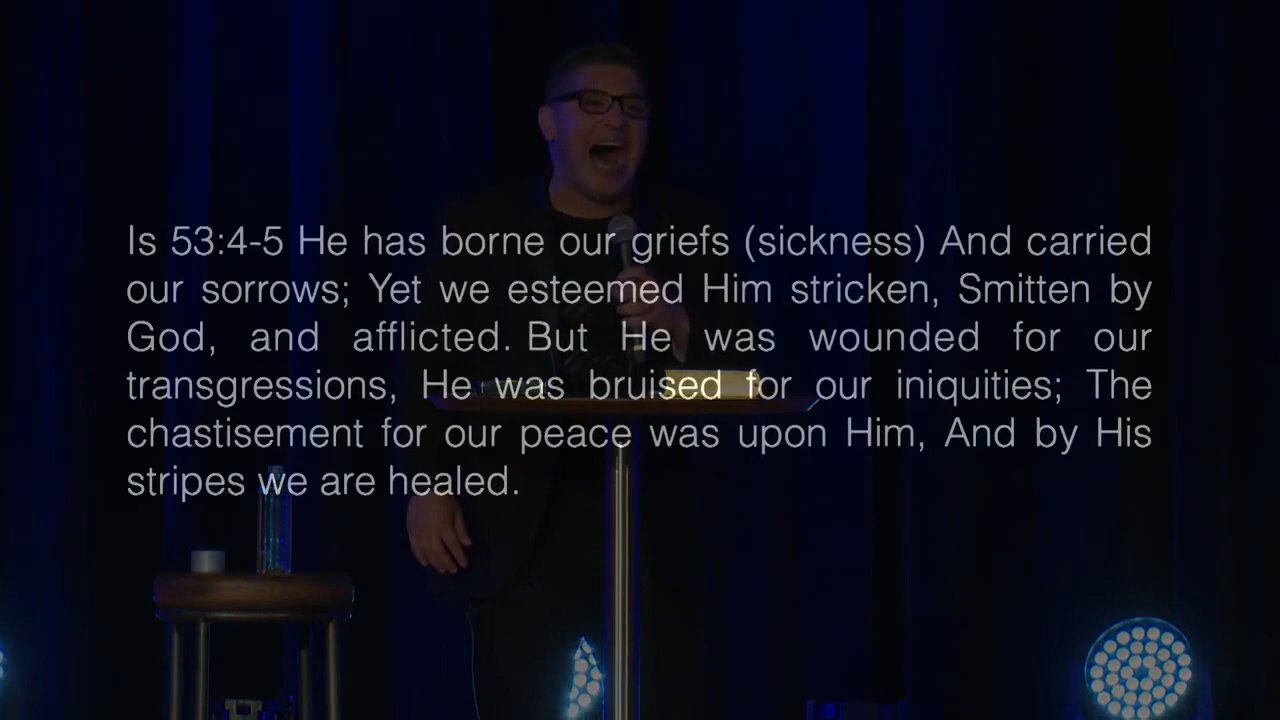 Is 53:4-5 He has borne our griefs (sickness) And carried
our sorrows; Yet we esteemed Him stricken, Smitten by
God, and afflicted. But He was wounded for our
transgressions, He was bruised for our iniquities; The
chastisement for our peace was upon Him, And by His
stripes we are healed.